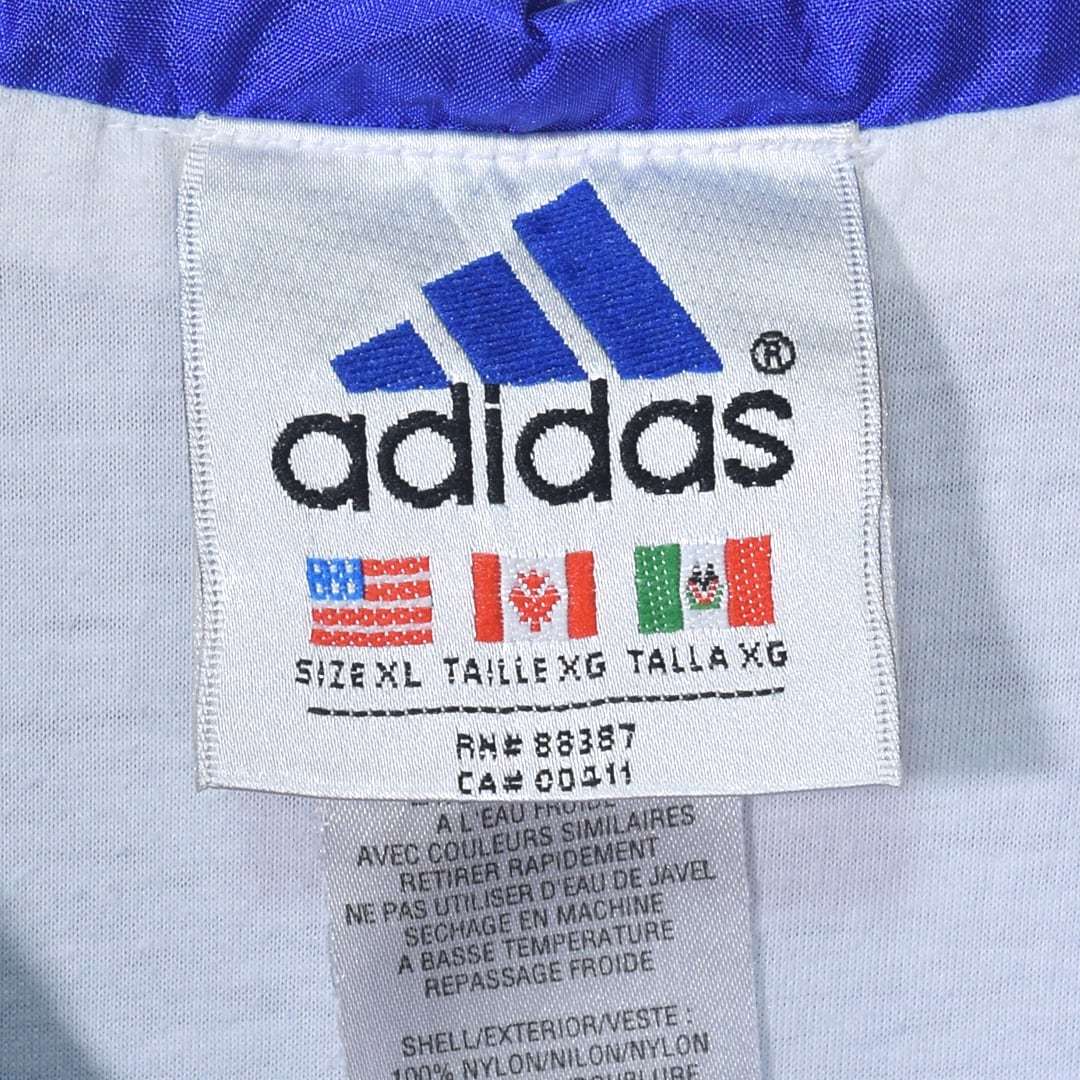 adidas®
SIZE XL TAILLE XG TALLA XG
RN# 88387
CA# 00411
A L'EAU FROIDE
AVEC COULEURS SIMILAIRES
RETIRER RAPIDEMENT
NE PAS UTILISER D'EAU DE JAVEL
SECHAGE EN MACHINE
A BASSE TEMPERATURE
REPASSAGE FROIDE
SHELL/EXTERIOR/VESTE :
100% NYLON/NILON/NYLON